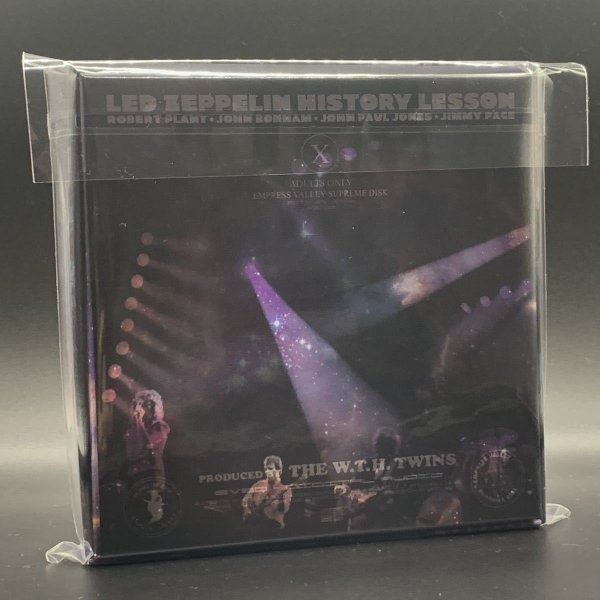 LED ZEPPELIN HISTORY LESSON
ROBERT PLANT • JOHN BONHAM • JOHN PAUL JONES • JIMMY PAGE
X
ADULTS ONLY
EMPRESS VALLEY SUPREME DISK
PRODUCED BY THE W.T.H. TWINS